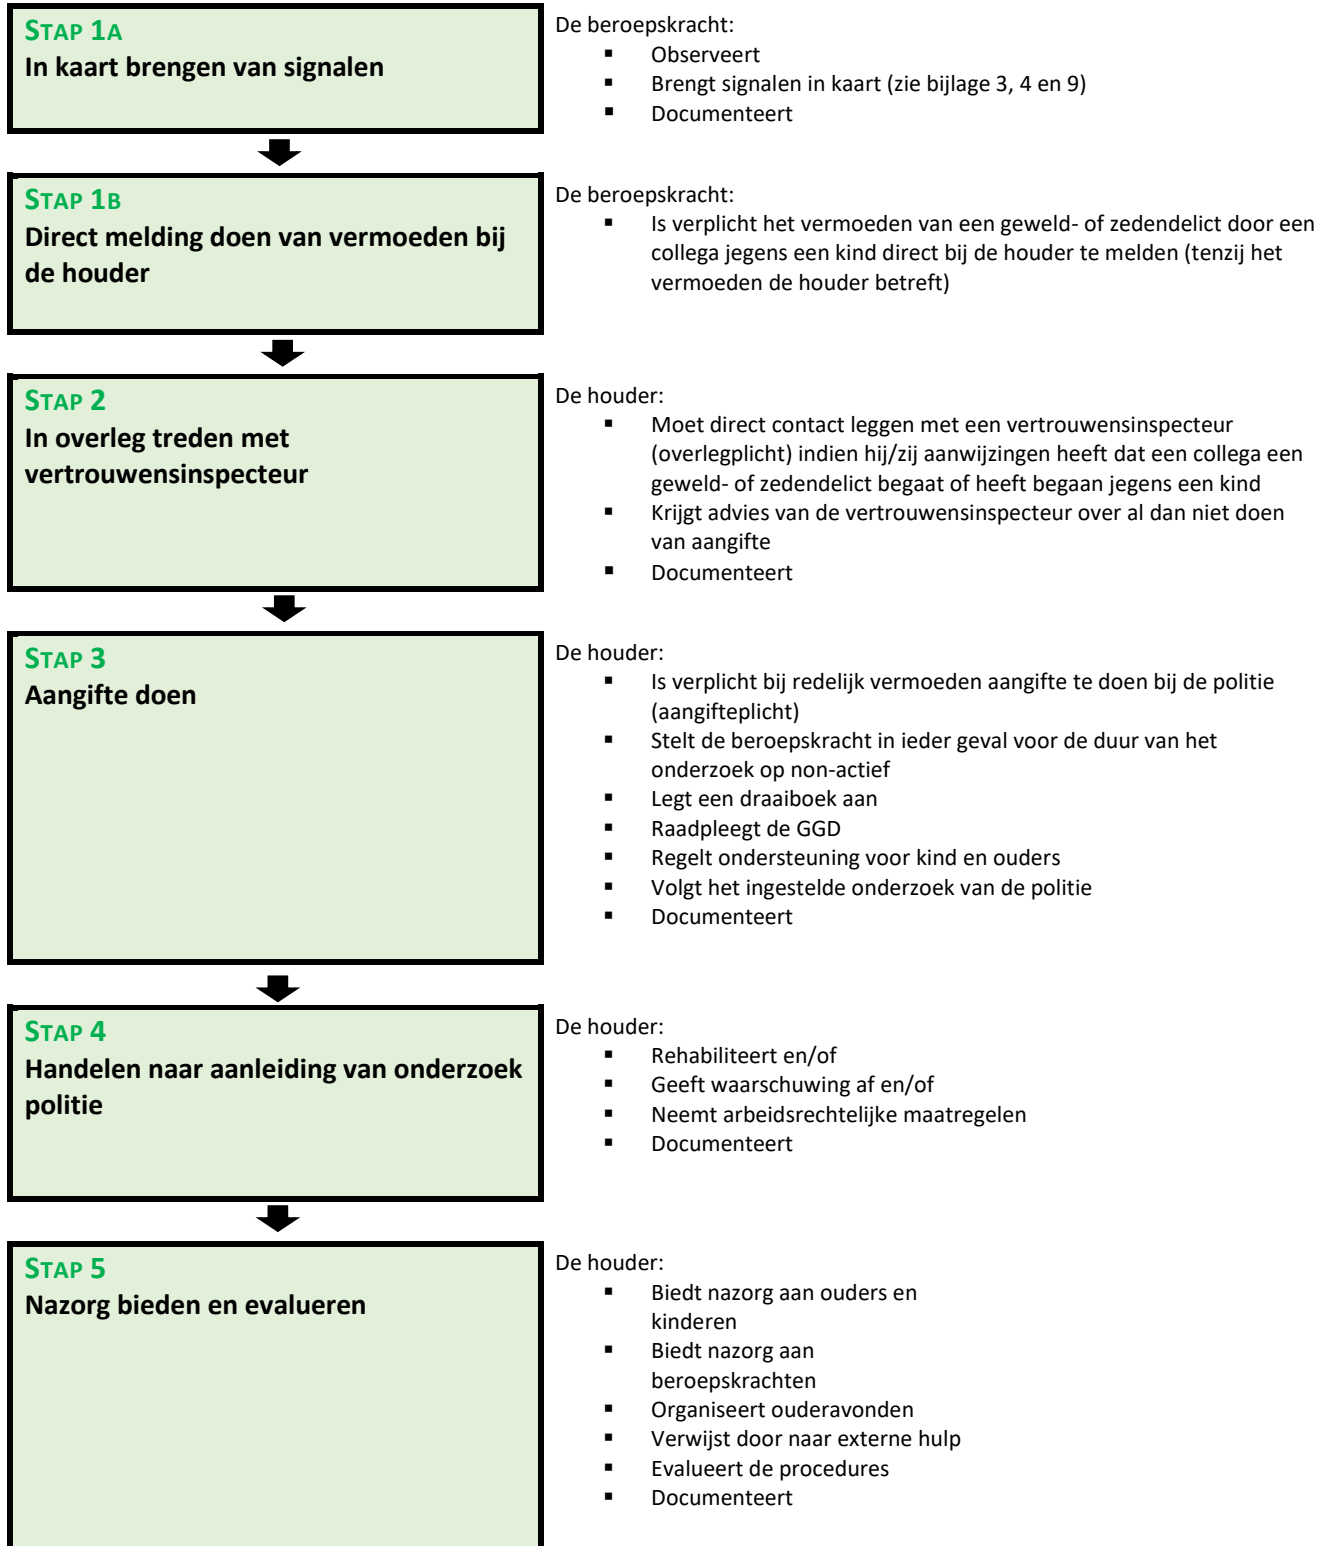 STAP 1A
In kaart brengen van signalen
De beroepskracht:
▪ Observeert
▪ Brengt signalen in kaart (zie bijlage 3, 4 en 9)
▪ Documenteert
STAP 1B
Direct melding doen van vermoeden bij
de houder
De beroepskracht:
▪ Is verplicht het vermoeden van een geweld- of zedendelict door een
collega jegens een kind direct bij de houder te melden (tenzij het
vermoeden de houder betreft)
STAP 2
In overleg treden met
vertrouwensinspecteur
De houder:
▪ Moet direct contact leggen met een vertrouwensinspecteur
(overlegplicht) indien hij/zij aanwijzingen heeft dat een collega een
geweld- of zedendelict begaat of heeft begaan jegens een kind
▪ Krijgt advies van de vertrouwensinspecteur over al dan niet doen
van aangifte
▪ Documenteert
STAP 3
Aangifte doen
De houder:
▪ Is verplicht bij redelijk vermoeden aangifte te doen bij de politie
(aangifteplicht)
▪ Stelt de beroepskracht in ieder geval voor de duur van het
onderzoek op non-actief
▪ Legt een draaiboek aan
▪ Raadpleegt de GGD
▪ Regelt ondersteuning voor kind en ouders
▪ Volgt het ingestelde onderzoek van de politie
▪ Documenteert
STAP 4
Handelen naar aanleiding van onderzoek
politie
De houder:
▪ Rehabiliteert en/of
▪ Geeft waarschuwing af en/of
▪ Neemt arbeidsrechtelijke maatregelen
▪ Documenteert
STAP 5
Nazorg bieden en evalueren
De houder:
▪ Biedt nazorg aan ouders en
kinderen
▪ Biedt nazorg aan
beroepskrachten
▪ Organiseert ouderavonden
▪ Verwijst door naar externe hulp
▪ Evalueert de procedures
▪ Documenteert